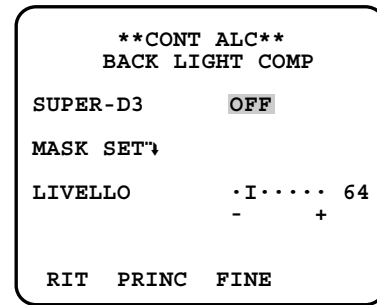 **CONT ALC**
BACK LIGHT COMP
SUPER-D3 OFF
MASK SET↴
LIVELLO ·I····· 64
- +
RIT PRINC FINE